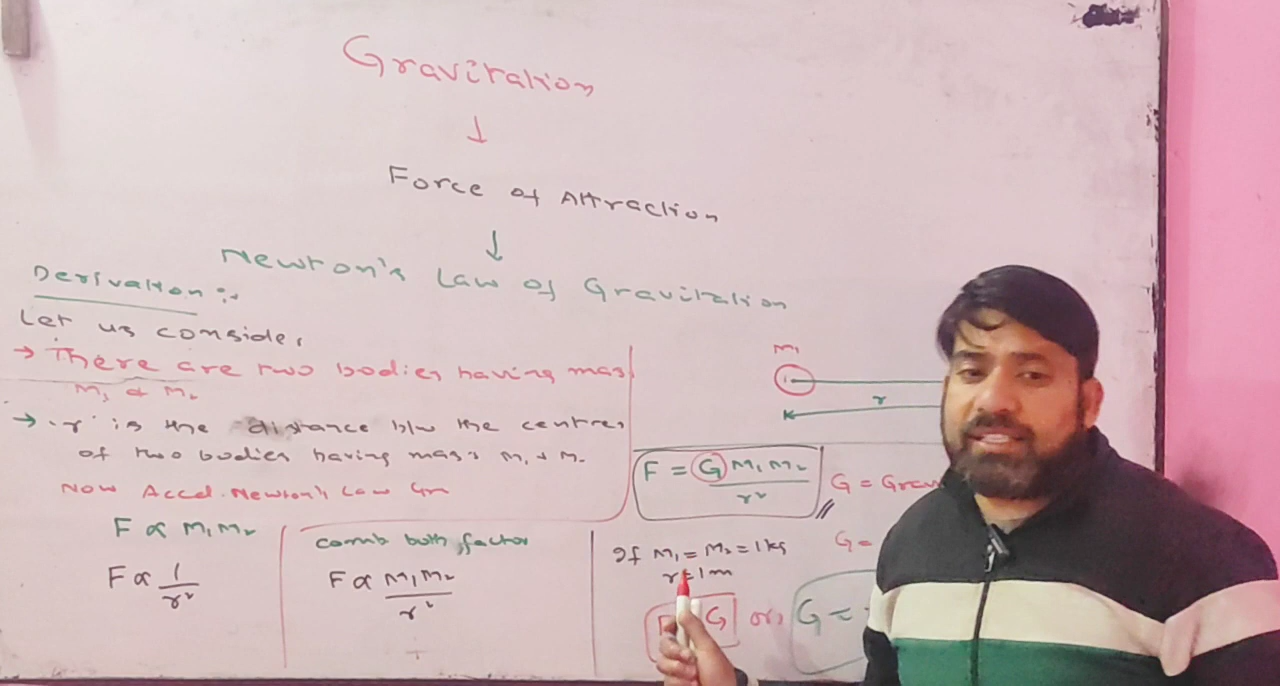 Gravitation
↓
Force of Attraction
↓
Newton's Law of Gravitation
Derivation :-
Let us consider
→ There are two bodies having mass
M₁ & M₂
→ 'r' is the distance b/w the centres
of two bodies having mass M₁ & M₂
Now Accd. Newton's Law Gra
F ∝ M₁M₂
F ∝ 1/r²
comb both factor
F ∝ M₁M₂/r²
M₁
r
F = G M₁M₂/r²
G = Grav
G =
If M₁ = M₂ = 1kg
r = 1m
F G or, G =